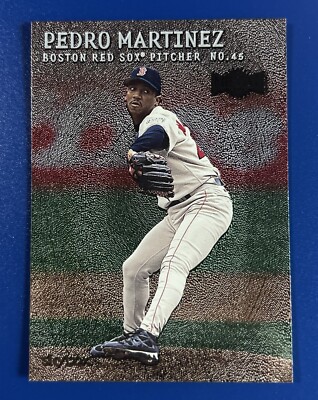 PEDRO MARTINEZ
BOSTON RED SOX® PITCHER NO.45
B